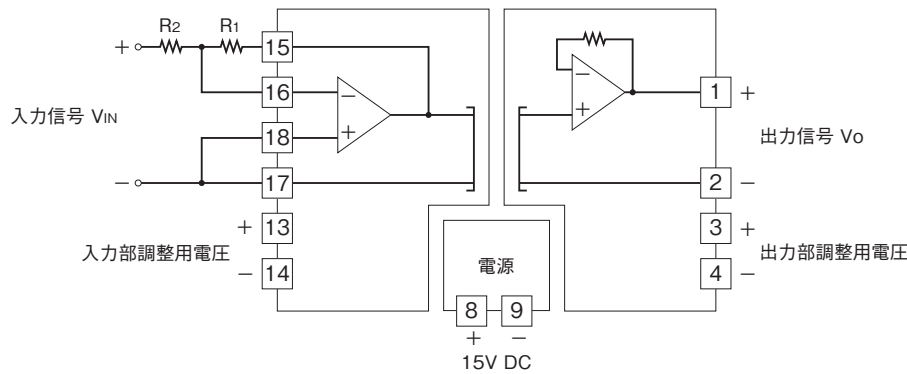 R2 R1
+ 15
16 − 1 +
入力信号 VIN
出力信号 Vo
18 + +
− 17 2 −
+ 13 3 +
入力部調整用電圧 出力部調整用電圧
− 14 4 −
電源
8 9
+ −
15V DC